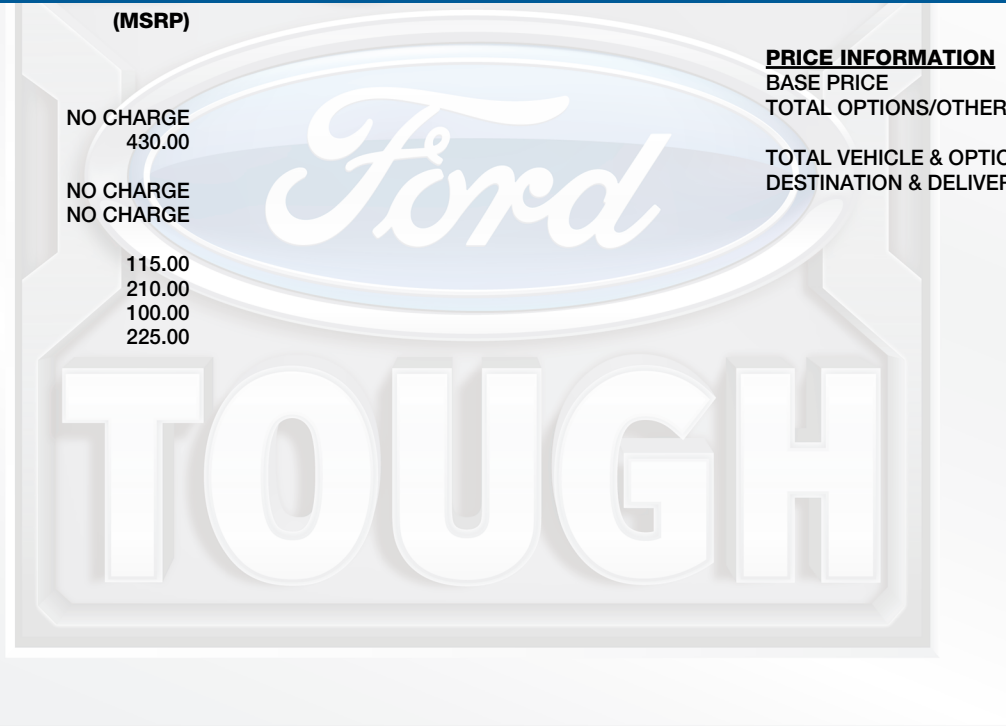 (MSRP)
NO CHARGE
430.00
NO CHARGE
NO CHARGE
115.00
210.00
100.00
225.00
PRICE INFORMATION
BASE PRICE
TOTAL OPTIONS/OTHER
TOTAL VEHICLE & OPTIO
DESTINATION & DELIVER
Ford
TOUGH